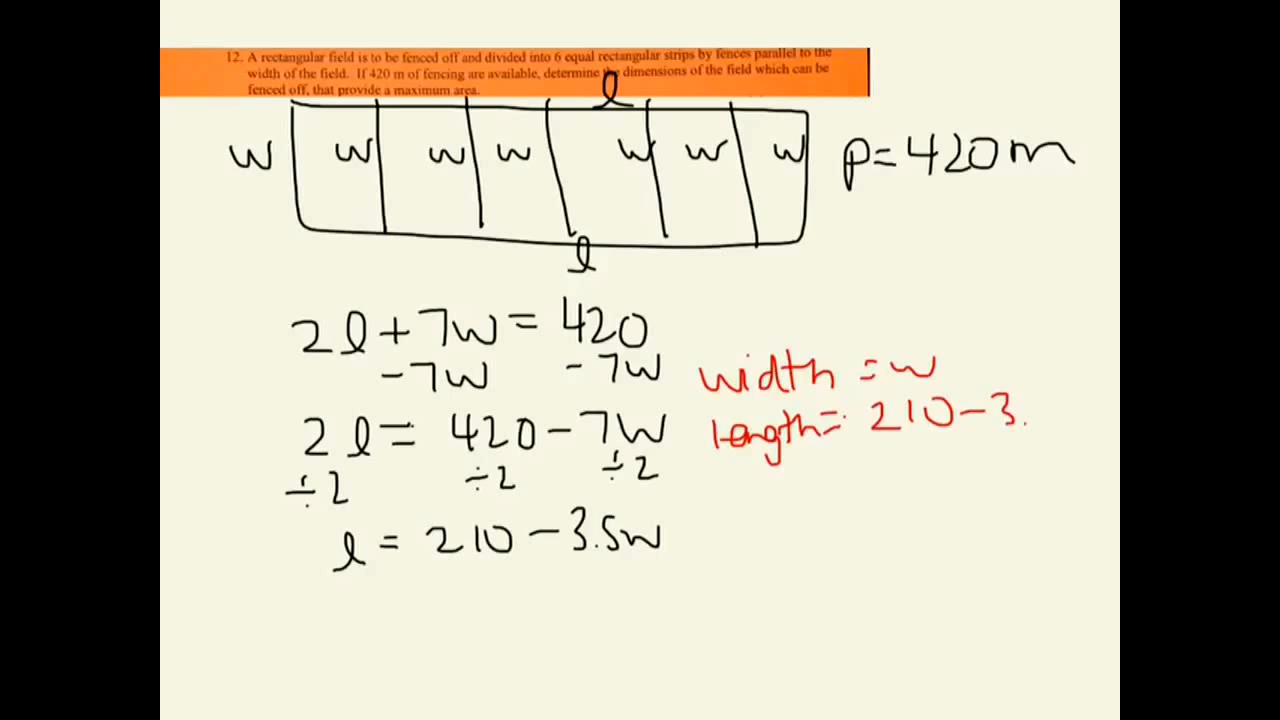 12. A rectangular field is to be fenced off and divided into 6 equal rectangular strips by fences parallel to the
width of the field. If 420 m of fencing are available, determine the dimensions of the field which can be
fenced off, that provide a maximum area.
l
w w w w w w w p=420m
l
2l+7w=420
-7w -7w
width=w
2l=420-7w
length=210-3.
÷2 ÷2 ÷2
l=210-3.5w